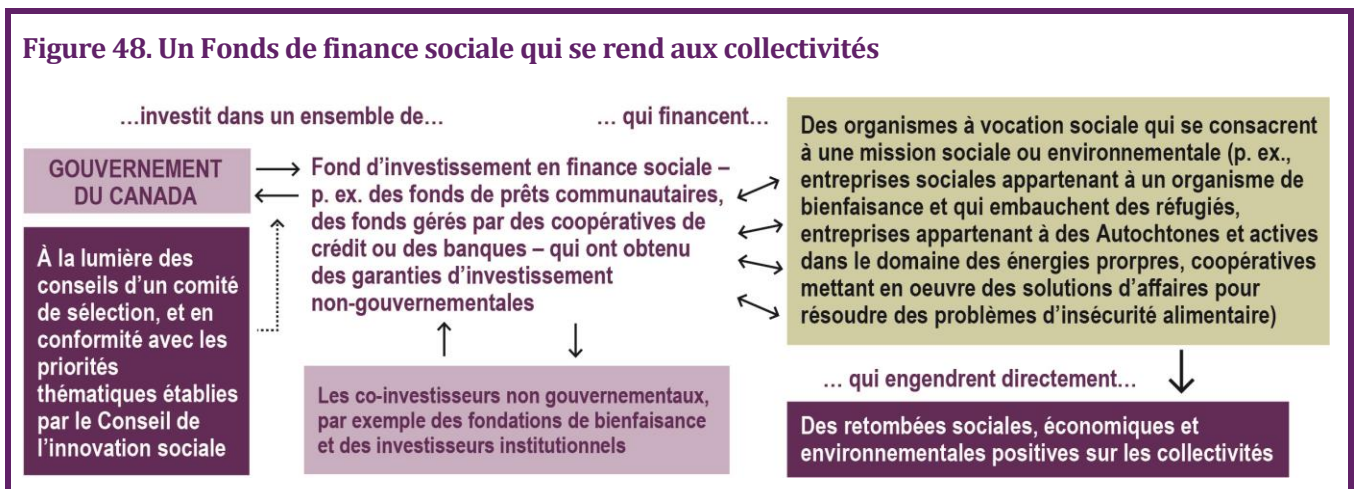 Figure 48. Un Fonds de finance sociale qui se rend aux collectivités
…investit dans un ensemble de…
… qui financent…
GOUVERNEMENT
DU CANADA
À la lumière des
conseils d’un comité
de sélection, et en
conformité avec les
priorités
thématiques établies
par le Conseil de
l’innovation sociale
Fond d’investissement en finance sociale –
p. ex. des fonds de prêts communautaires,
des fonds gérés par des coopératives de
crédit ou des banques – qui ont obtenu
des garanties d’investissement
non-gouvernementales
Les co-investisseurs non gouvernementaux,
par exemple des fondations de bienfaisance
et des investisseurs institutionnels
Des organismes à vocation sociale qui se consacrent
à une mission sociale ou environnementale (p. ex.,
entreprises sociales appartenant à un organisme de
bienfaisance et qui embauchent des réfugiés,
entreprises appartenant à des Autochtones et actives
dans le domaine des énergies prorpres, coopératives
mettant en oeuvre des solutions d’affaires pour
résoudre des problèmes d’insécurité alimentaire)
… qui engendrent directement…
Des retombées sociales, économiques et
environnementales positives sur les collectivités